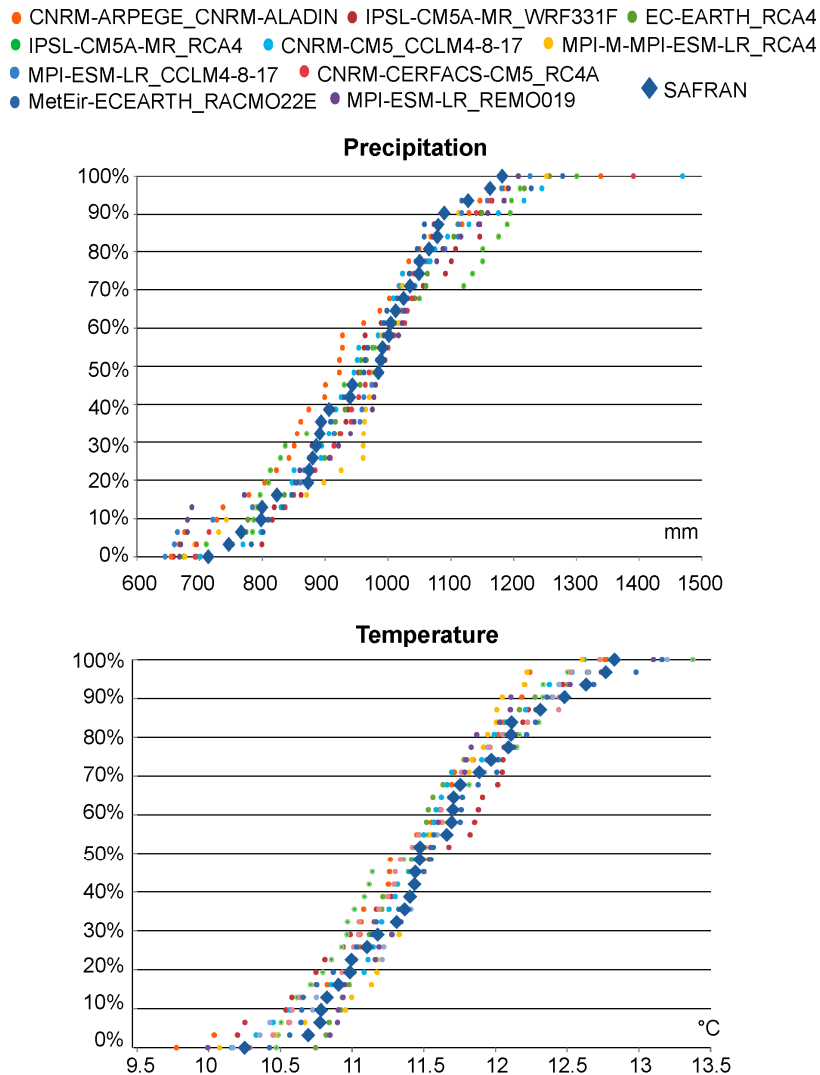 CNRM-ARPEGE_CNRM-ALADIN IPSL-CM5A-MR_WRF331F EC-EARTH_RCA4
IPSL-CM5A-MR_RCA4 CNRM-CM5_CCLM4-8-17 MPI-M-MPI-ESM-LR_RCA4
MPI-ESM-LR_CCLM4-8-17 CNRM-CERFACS-CM5_RC4A
MetEir-ECEARTH_RACMO22E MPI-ESM-LR_REMO019 SAFRAN
Precipitation
100%
90%
80%
70%
60%
50%
40%
30%
20%
10%
mm
0%
600 700 800 900 1000 1100 1200 1300 1400 1500
Temperature
100%
90%
80%
70%
60%
50%
40%
30%
20%
10%
°C
0%
9.5 10 10.5 11 11.5 12 12.5 13 13.5